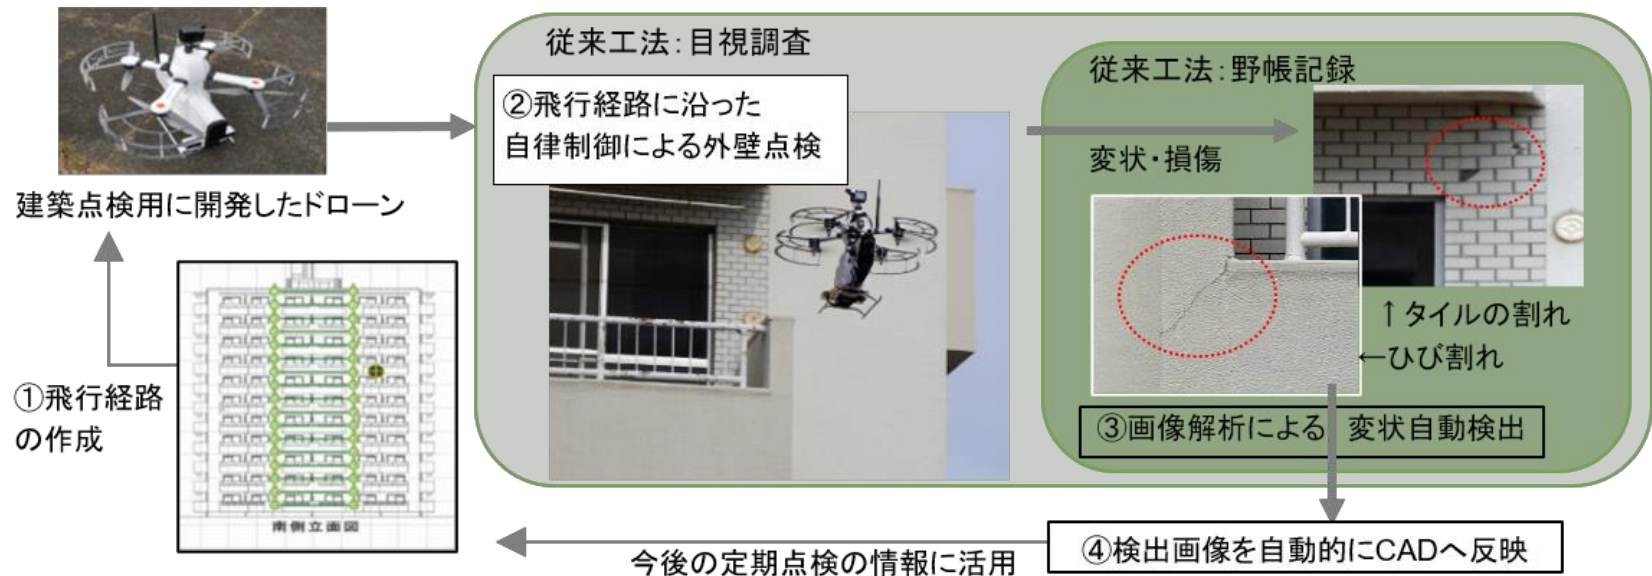 従来工法：目視調査
従来工法：野帳記録
②飛行経路に沿った
自律制御による外壁点検
変状・損傷
建築点検用に開発したドローン
↑タイルの割れ
←ひび割れ
①飛行経路
の作成
③画像解析による 変状自動検出
南側立面図
④検出画像を自動的にCADへ反映
今後の定期点検の情報に活用